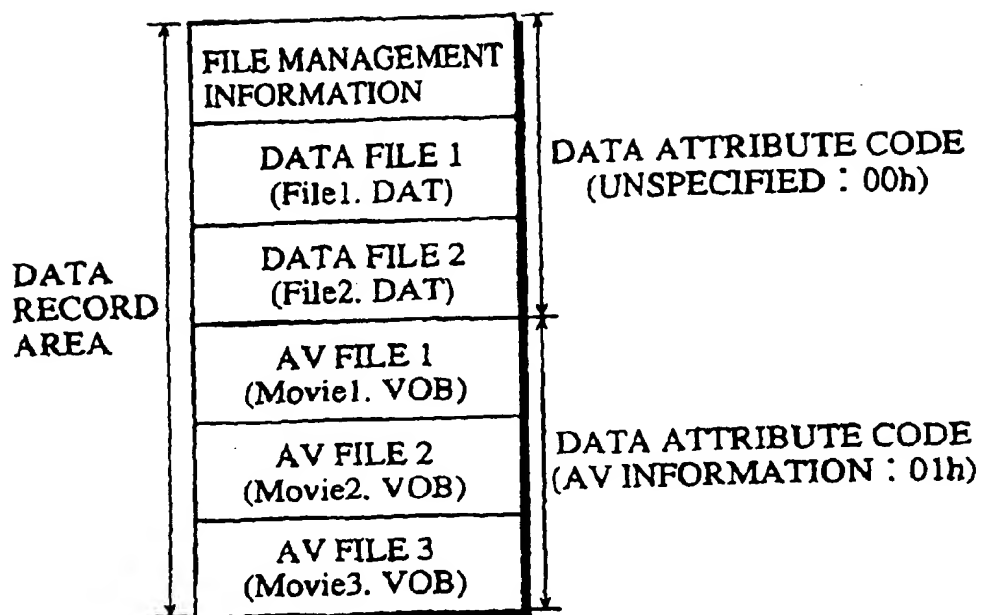 FILE MANAGEMENT
INFORMATION
DATA FILE 1
(File1. DAT)
DATA FILE 2
(File2. DAT)
AV FILE 1
(Movie1. VOB)
AV FILE 2
(Movie2. VOB)
AV FILE 3
(Movie3. VOB)
DATA
RECORD
AREA
DATA ATTRIBUTE CODE
(UNSPECIFIED : 00h)
DATA ATTRIBUTE CODE
(AV INFORMATION : 01h)